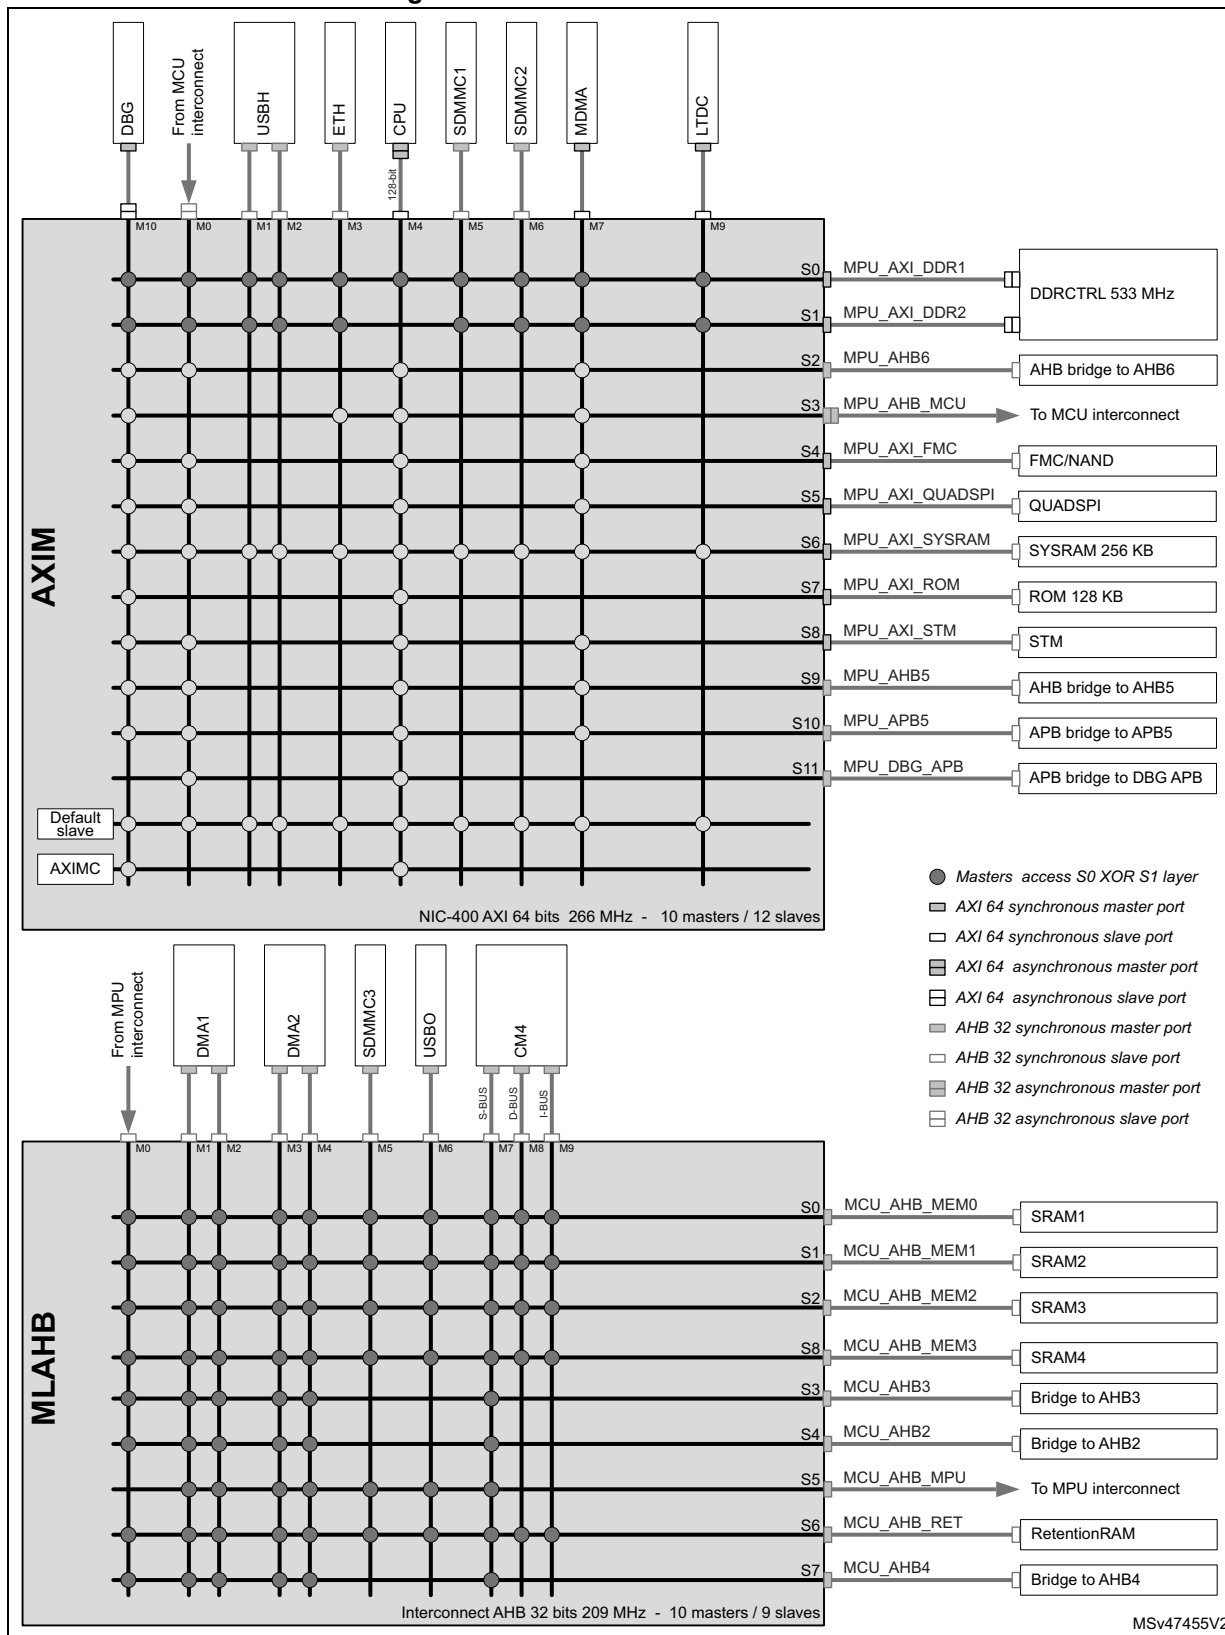 DBG
From MCU
interconnect
USBH
ETH
CPU
SDMMC1
SDMMC2
MDMA
LTDC
128-bit
M10
M0
M1
M2
M3
M4
M5
M6
M7
M9
AXIM
S0
MPU_AXI_DDR1
DDRCTRL 533 MHz
S1
MPU_AXI_DDR2
S2
MPU_AHB6
AHB bridge to AHB6
S3
MPU_AHB_MCU
To MCU interconnect
S4
MPU_AXI_FMC
FMC/NAND
S5
MPU_AXI_QUADSPI
QUADSPI
S6
MPU_AXI_SYSRAM
SYSRAM 256 KB
S7
MPU_AXI_ROM
ROM 128 KB
S8
MPU_AXI_STM
STM
S9
MPU_AHB5
AHB bridge to AHB5
S10
MPU_APB5
APB bridge to APB5
S11
MPU_DBG_APB
APB bridge to DBG APB
Default
slave
AXIMC
NIC-400 AXI 64 bits 266 MHz - 10 masters / 12 slaves
Masters access S0 XOR S1 layer
AXI 64 synchronous master port
AXI 64 synchronous slave port
AXI 64 asynchronous master port
AXI 64 asynchronous slave port
AHB 32 synchronous master port
AHB 32 synchronous slave port
AHB 32 asynchronous master port
AHB 32 asynchronous slave port
From MPU
interconnect
DMA1
DMA2
SDMMC3
USBO
CM4
S-BUS
D-BUS
I-BUS
M0
M1
M2
M3
M4
M5
M6
M7
M8
M9
MLAHB
S0
MCU_AHB_MEM0
SRAM1
S1
MCU_AHB_MEM1
SRAM2
S2
MCU_AHB_MEM2
SRAM3
S8
MCU_AHB_MEM3
SRAM4
S3
MCU_AHB3
Bridge to AHB3
S4
MCU_AHB2
Bridge to AHB2
S5
MCU_AHB_MPU
To MPU interconnect
S6
MCU_AHB_RET
RetentionRAM
S7
MCU_AHB4
Bridge to AHB4
Interconnect AHB 32 bits 209 MHz - 10 masters / 9 slaves
MSv47455V2